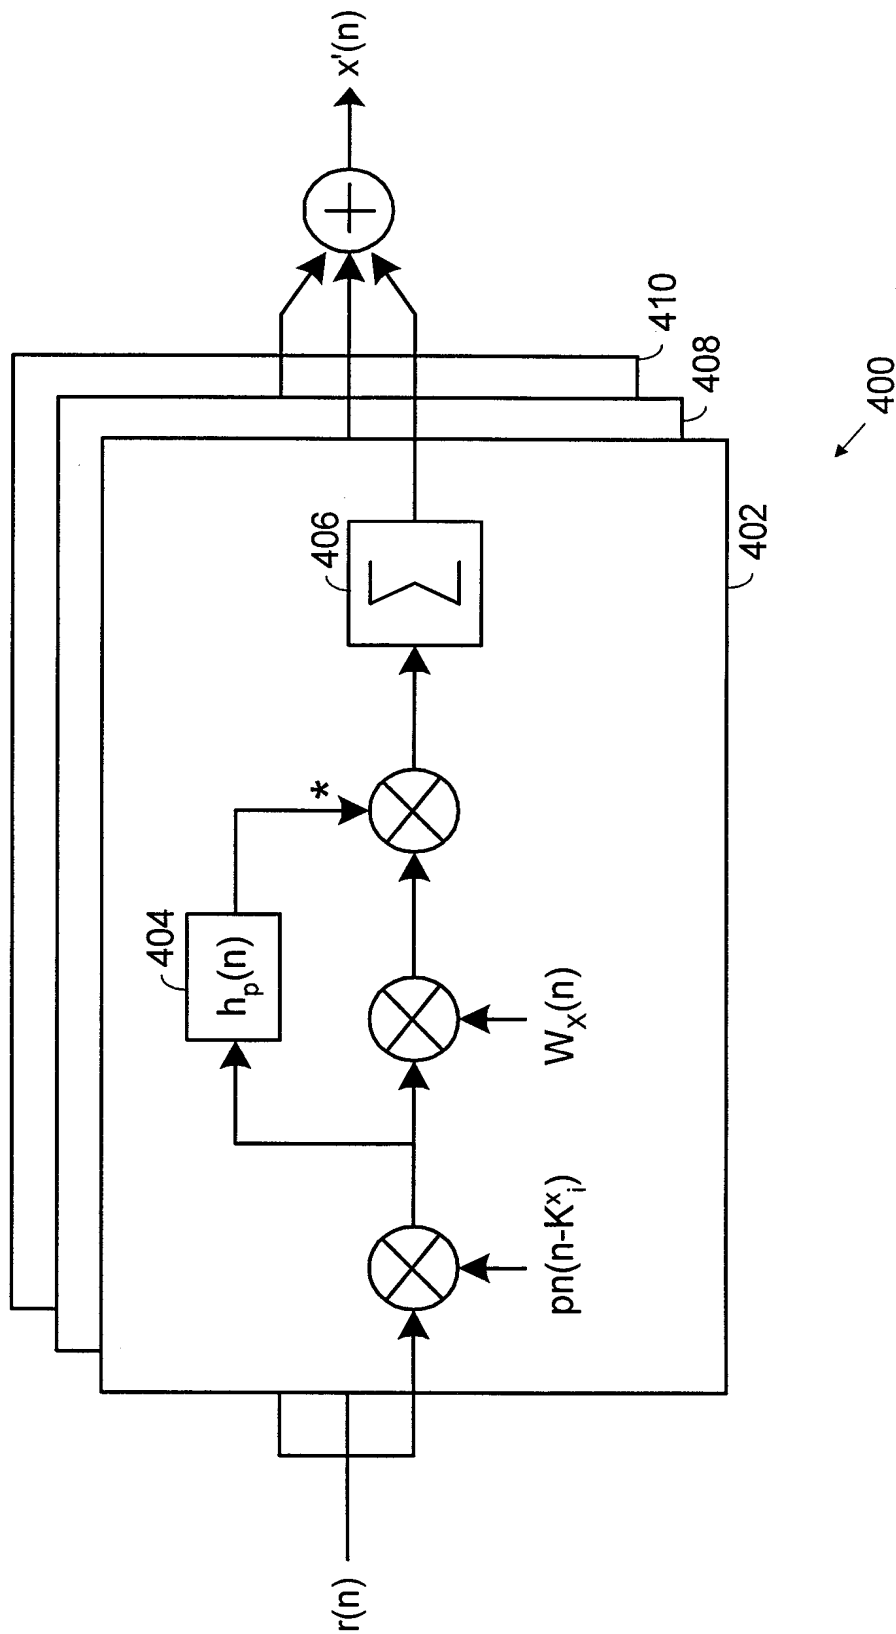 r(n)
pn(n-K^x_i)
W_x(n)
404
h_p(n)
*
406
Σ
402
408
410
x'(n)
400